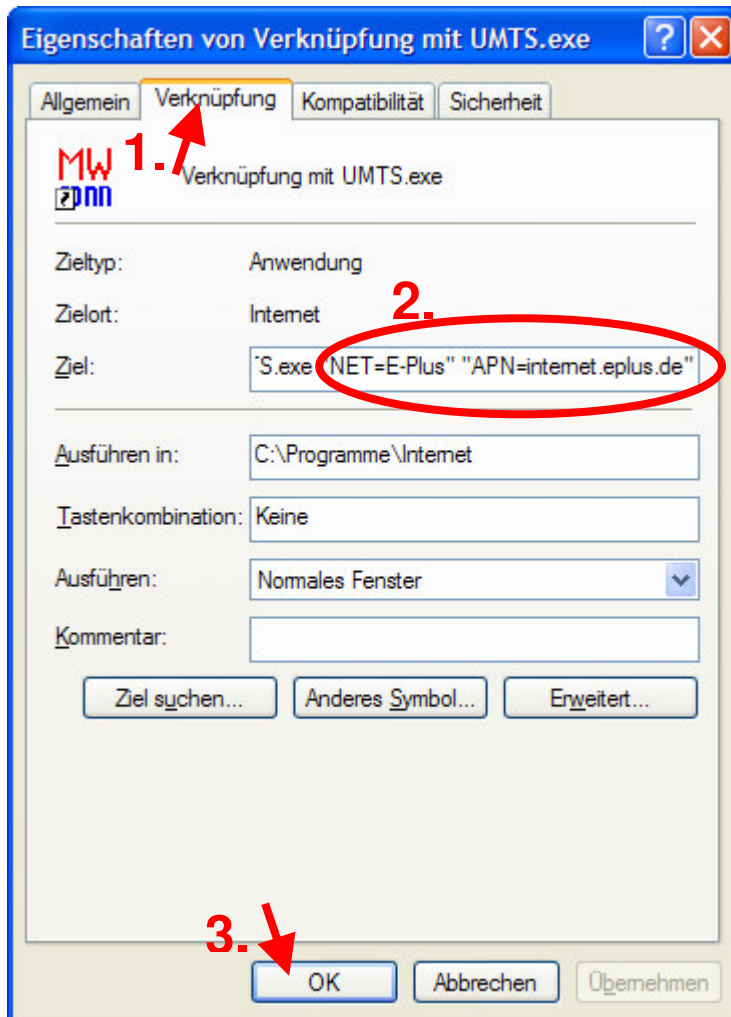 Eigenschaften von Verknüpfung mit UMTS.exe
Allgemein Verknüpfung Kompatibilität Sicherheit
1.
MW
Verknüpfung mit UMTS.exe
Zieltyp: Anwendung
2.
Zielort: Internet
Ziel: S.exe "NET=E-Plus" "APN=internet.eplus.de"
Ausführen in: C:\Programme\Internet
Tastenkombination: Keine
Ausführen: Normales Fenster
Kommentar:
Ziel suchen... Anderes Symbol... Erweitert...
3.
OK Abbrechen Übernehmen